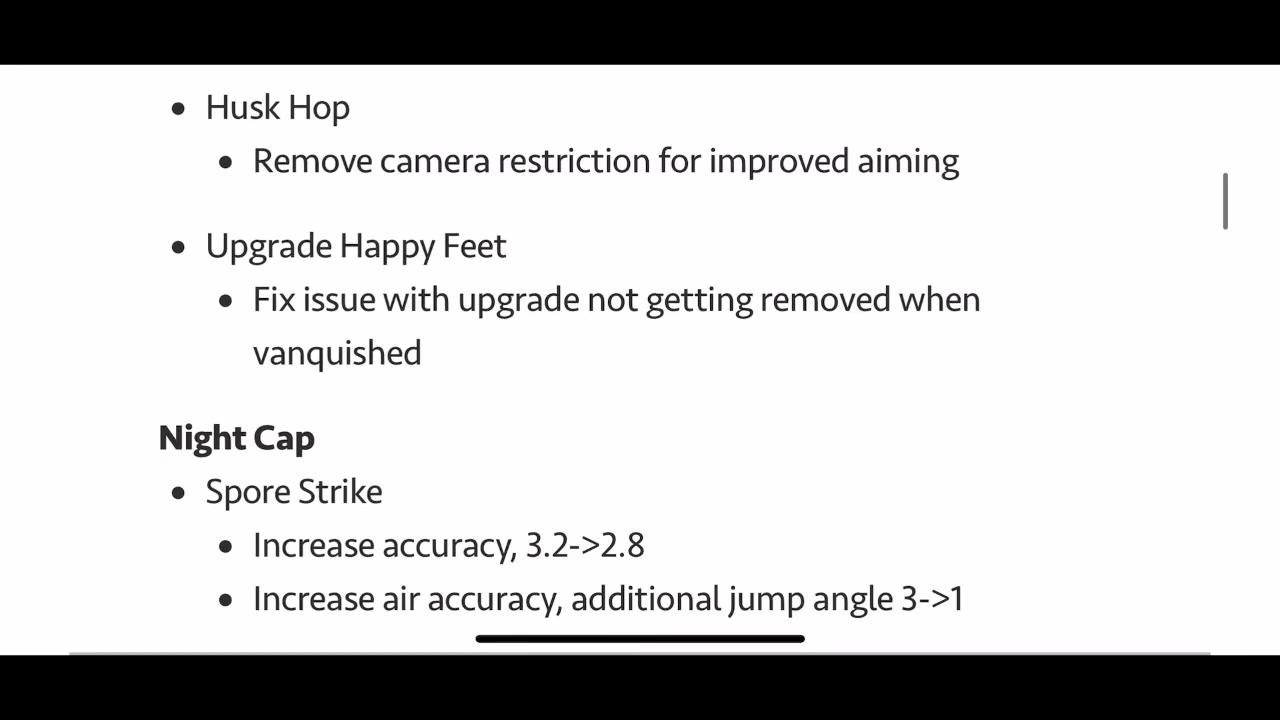 Husk Hop
Remove camera restriction for improved aiming
Upgrade Happy Feet
Fix issue with upgrade not getting removed when
vanquished
Night Cap
Spore Strike
Increase accuracy, 3.2->2.8
Increase air accuracy, additional jump angle 3->1